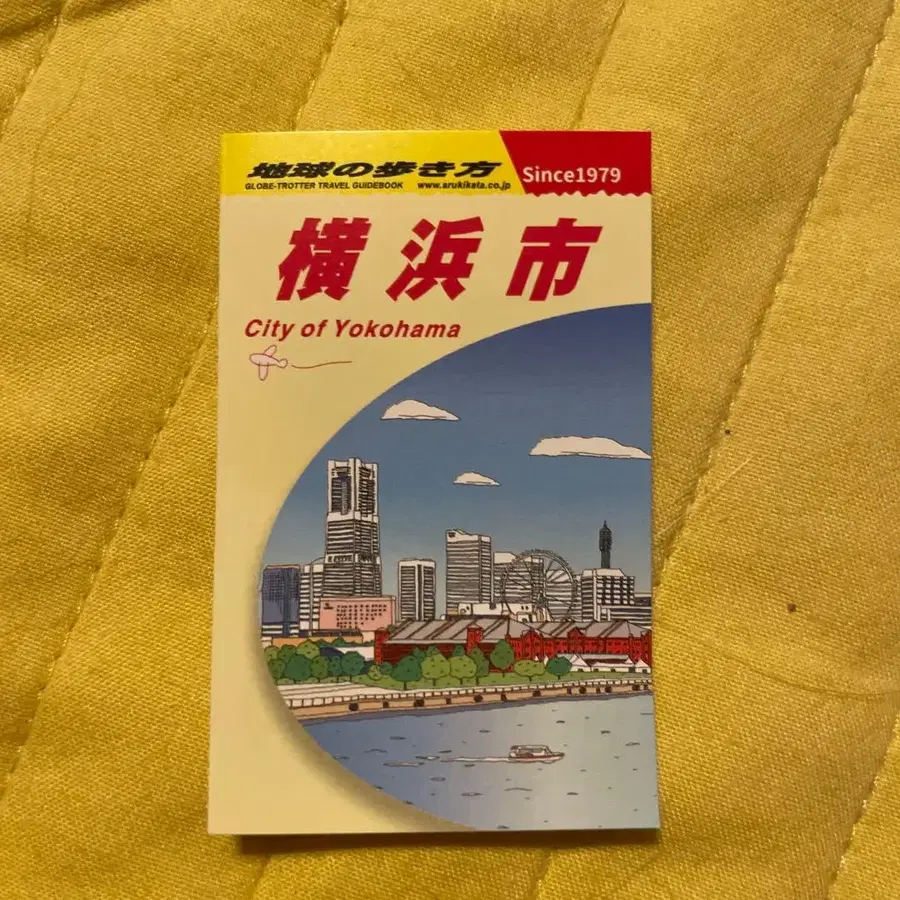 地球の歩き方
GLOBE-TROTTER TRAVEL GUIDEBOOK www.arukikata.co.jp
Since1979
横浜市
City of Yokohama